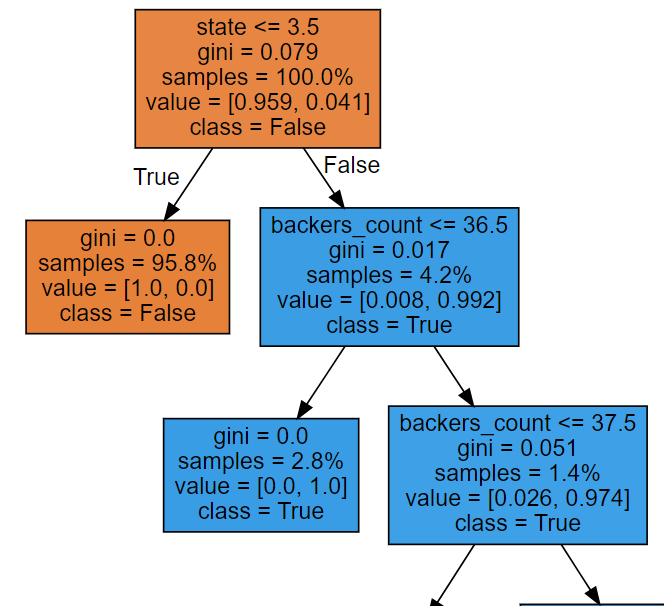 state <= 3.5
gini = 0.079
samples = 100.0%
value = [0.959, 0.041]
class = False
True
False
gini = 0.0
samples = 95.8%
value = [1.0, 0.0]
class = False
backers_count <= 36.5
gini = 0.017
samples = 4.2%
value = [0.008, 0.992]
class = True
gini = 0.0
samples = 2.8%
value = [0.0, 1.0]
class = True
backers_count <= 37.5
gini = 0.051
samples = 1.4%
value = [0.026, 0.974]
class = True